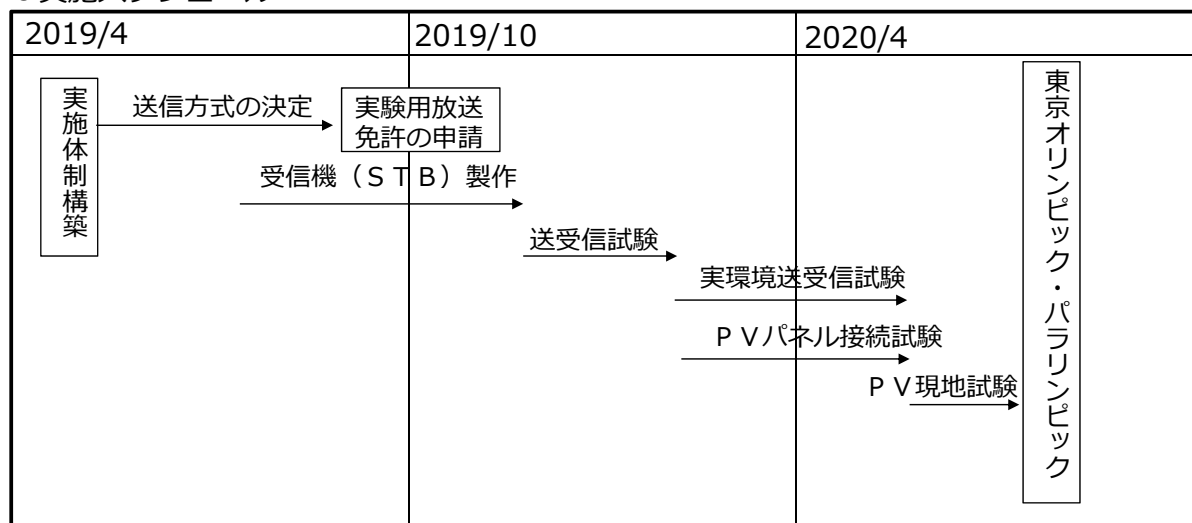 2019/4
2019/10
2020/4
実施体制構築
送信方式の決定
実験用放送
免許の申請
受信機（ＳＴＢ）製作
送受信試験
実環境送受信試験
ＰＶパネル接続試験
ＰＶ現地試験
東京オリンピック・パラリンピック